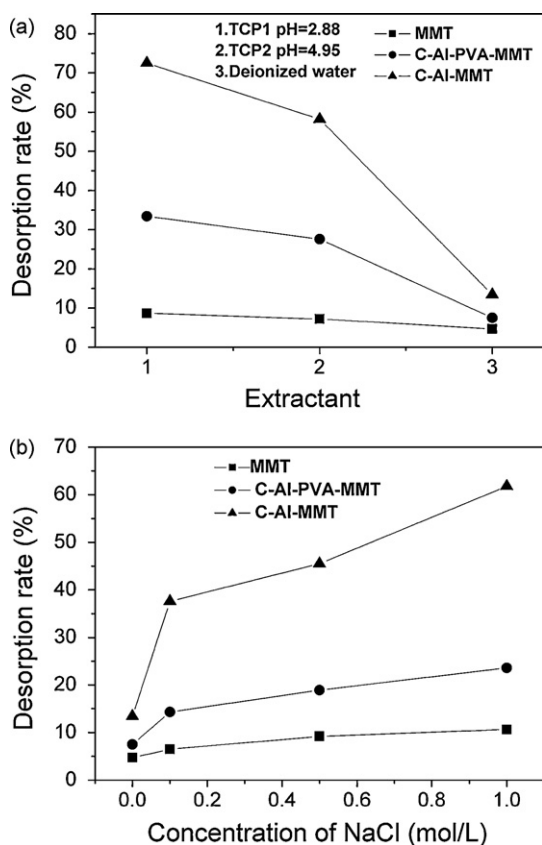 (a)
1.TCP1 pH=2.88
2.TCP2 pH=4.95
3.Deionized water
MMT
C-Al-PVA-MMT
C-Al-MMT
80
70
60
50
40
30
20
10
0
Desorption rate (%)
1 2 3
Extractant
(b)
MMT
C-Al-PVA-MMT
C-Al-MMT
70
60
50
40
30
20
10
0
Desorption rate (%)
0.0 0.2 0.4 0.6 0.8 1.0
Concentration of NaCl (mol/L)